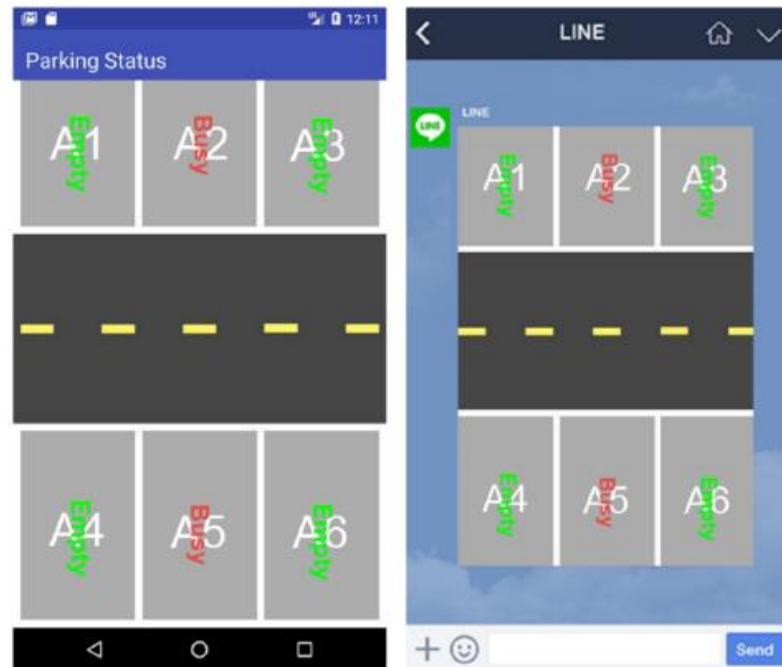 12:11
Parking Status
A1 Empty
A2 Busy
A3 Empty
A4 Empty
A5 Busy
A6 Empty
LINE
LINE
LINE
A1 Empty
A2 Busy
A3 Empty
A4 Empty
A5 Busy
A6 Empty
Send